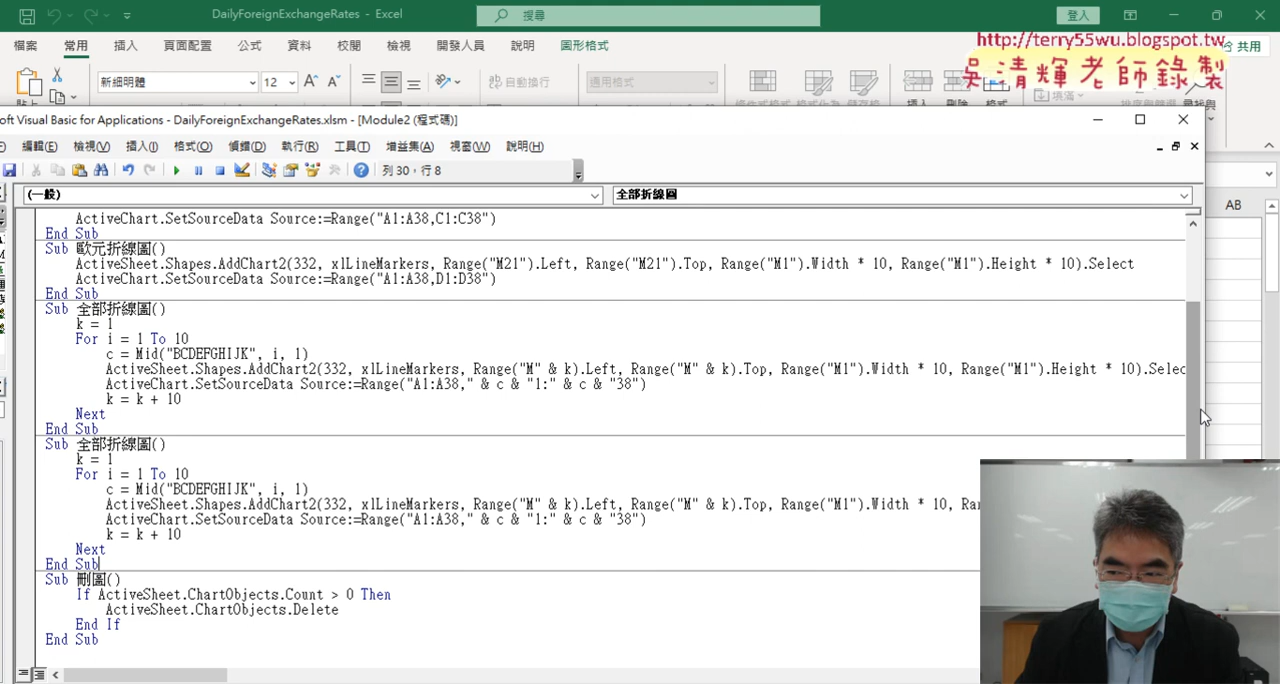 DailyForeignExchangeRates - Excel
搜尋
登入
檔案 常用 插入 頁面配置 公式 資料 校閱 檢視 開發人員 說明 圖形格式
共用
http://terry55wu.blogspot.tw
吳清輝老師錄製
新細明體 12 自動換行 通用格式
填滿
oft Visual Basic for Applications - DailyForeignExchangeRates.xlsm - [Module2 (程式碼)]
編輯(E) 檢視(V) 插入(I) 格式(O) 偵錯(D) 執行(R) 工具(T) 增益集(A) 視窗(W) 說明(H)
列 30，行 8
(一般) 全部折線圖
AB
ActiveChart.SetSourceData Source:=Range("A1:A38,C1:C38")
End Sub
Sub 歐元折線圖()
ActiveSheet.Shapes.AddChart2(332, xlLineMarkers, Range("M21").Left, Range("M21").Top, Range("M1").Width * 10, Range("M1").Height * 10).Select
ActiveChart.SetSourceData Source:=Range("A1:A38,D1:D38")
End Sub
Sub 全部折線圖()
k = 1
For i = 1 To 10
c = Mid("BCDEFGHIJK", i, 1)
ActiveSheet.Shapes.AddChart2(332, xlLineMarkers, Range("M" & k).Left, Range("M" & k).Top, Range("M1").Width * 10, Range("M1").Height * 10).Selec
ActiveChart.SetSourceData Source:=Range("A1:A38," & c & "1:" & c & "38")
k = k + 10
Next
End Sub
Sub 全部折線圖()
k = 1
For i = 1 To 10
c = Mid("BCDEFGHIJK", i, 1)
ActiveSheet.Shapes.AddChart2(332, xlLineMarkers, Range("M" & k).Left, Range("M" & k).Top, Range("M1").Width * 10, Ra
ActiveChart.SetSourceData Source:=Range("A1:A38," & c & "1:" & c & "38")
k = k + 10
Next
End Sub
Sub 刪圖()
If ActiveSheet.ChartObjects.Count > 0 Then
ActiveSheet.ChartObjects.Delete
End If
End Sub